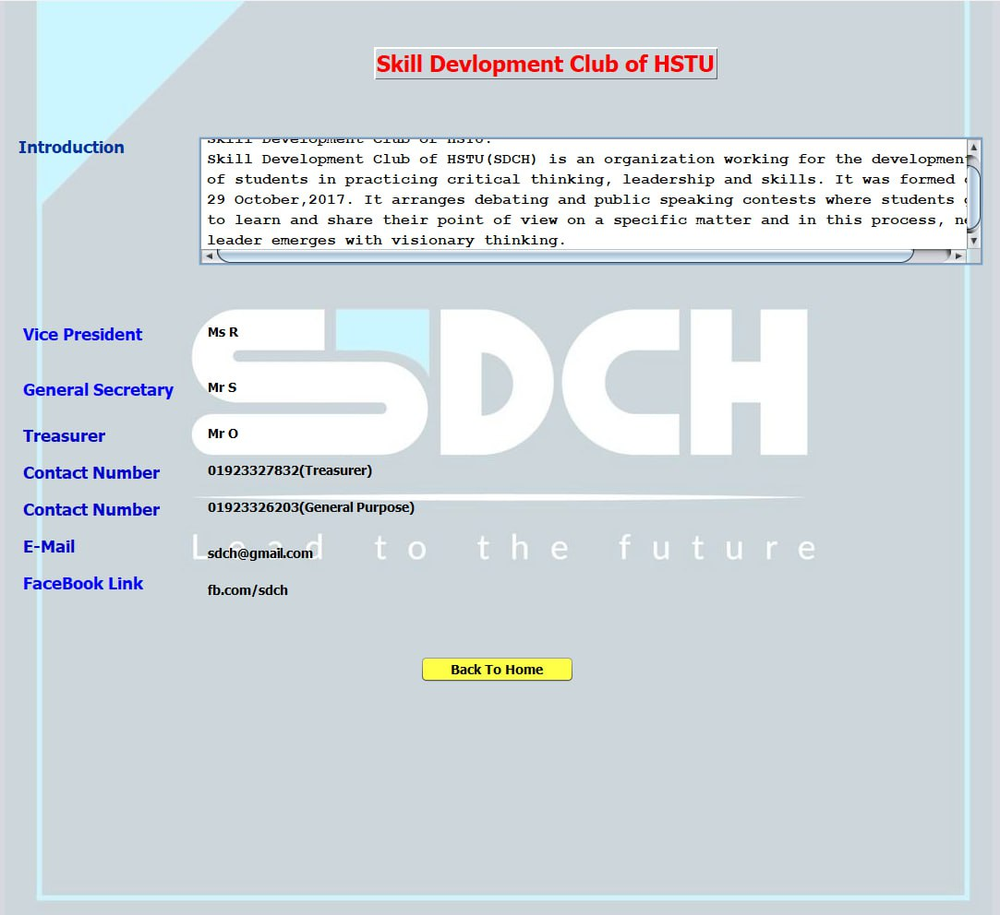 Skill Devlopment Club of HSTU
Introduction
Skill Development Club of HSTU.
Skill Development Club of HSTU(SDCH) is an organization working for the development
of students in practicing critical thinking, leadership and skills. It was formed
29 October,2017. It arranges debating and public speaking contests where students
to learn and share their point of view on a specific matter and in this process,
leader emerges with visionary thinking.
SDCH
Vice President Ms R
General Secretary Mr S
Treasurer Mr O
Contact Number 01923327832(Treasurer)
Contact Number 01923326203(General Purpose)
Lead to the future
E-Mail sdch@gmail.com
FaceBook Link fb.com/sdch
Back To Home